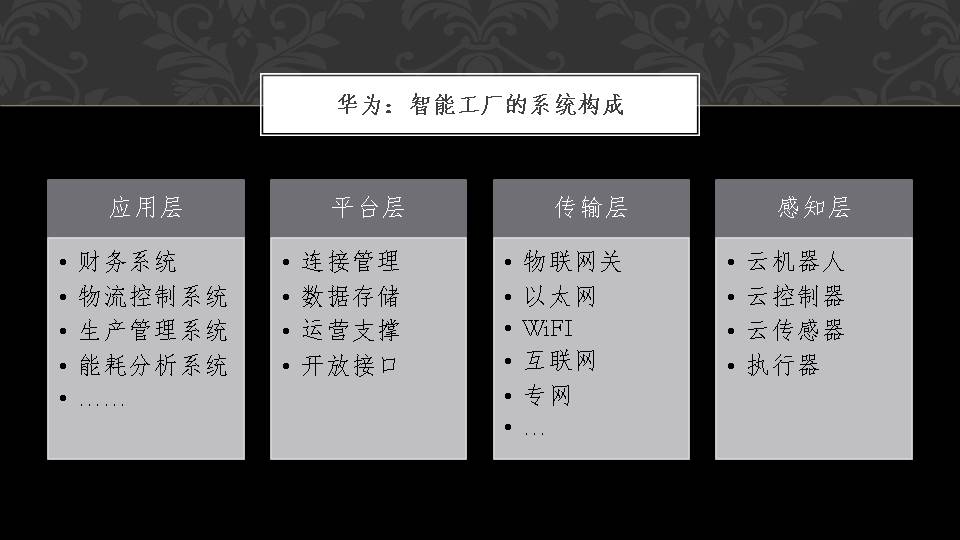 华为：智能工厂的系统构成
应用层
• 财务系统
• 物流控制系统
• 生产管理系统
• 能耗分析系统
• ……
平台层
• 连接管理
• 数据存储
• 运营支撑
• 开放接口
传输层
• 物联网关
• 以太网
• WiFI
• 互联网
• 专网
• …
感知层
• 云机器人
• 云控制器
• 云传感器
• 执行器